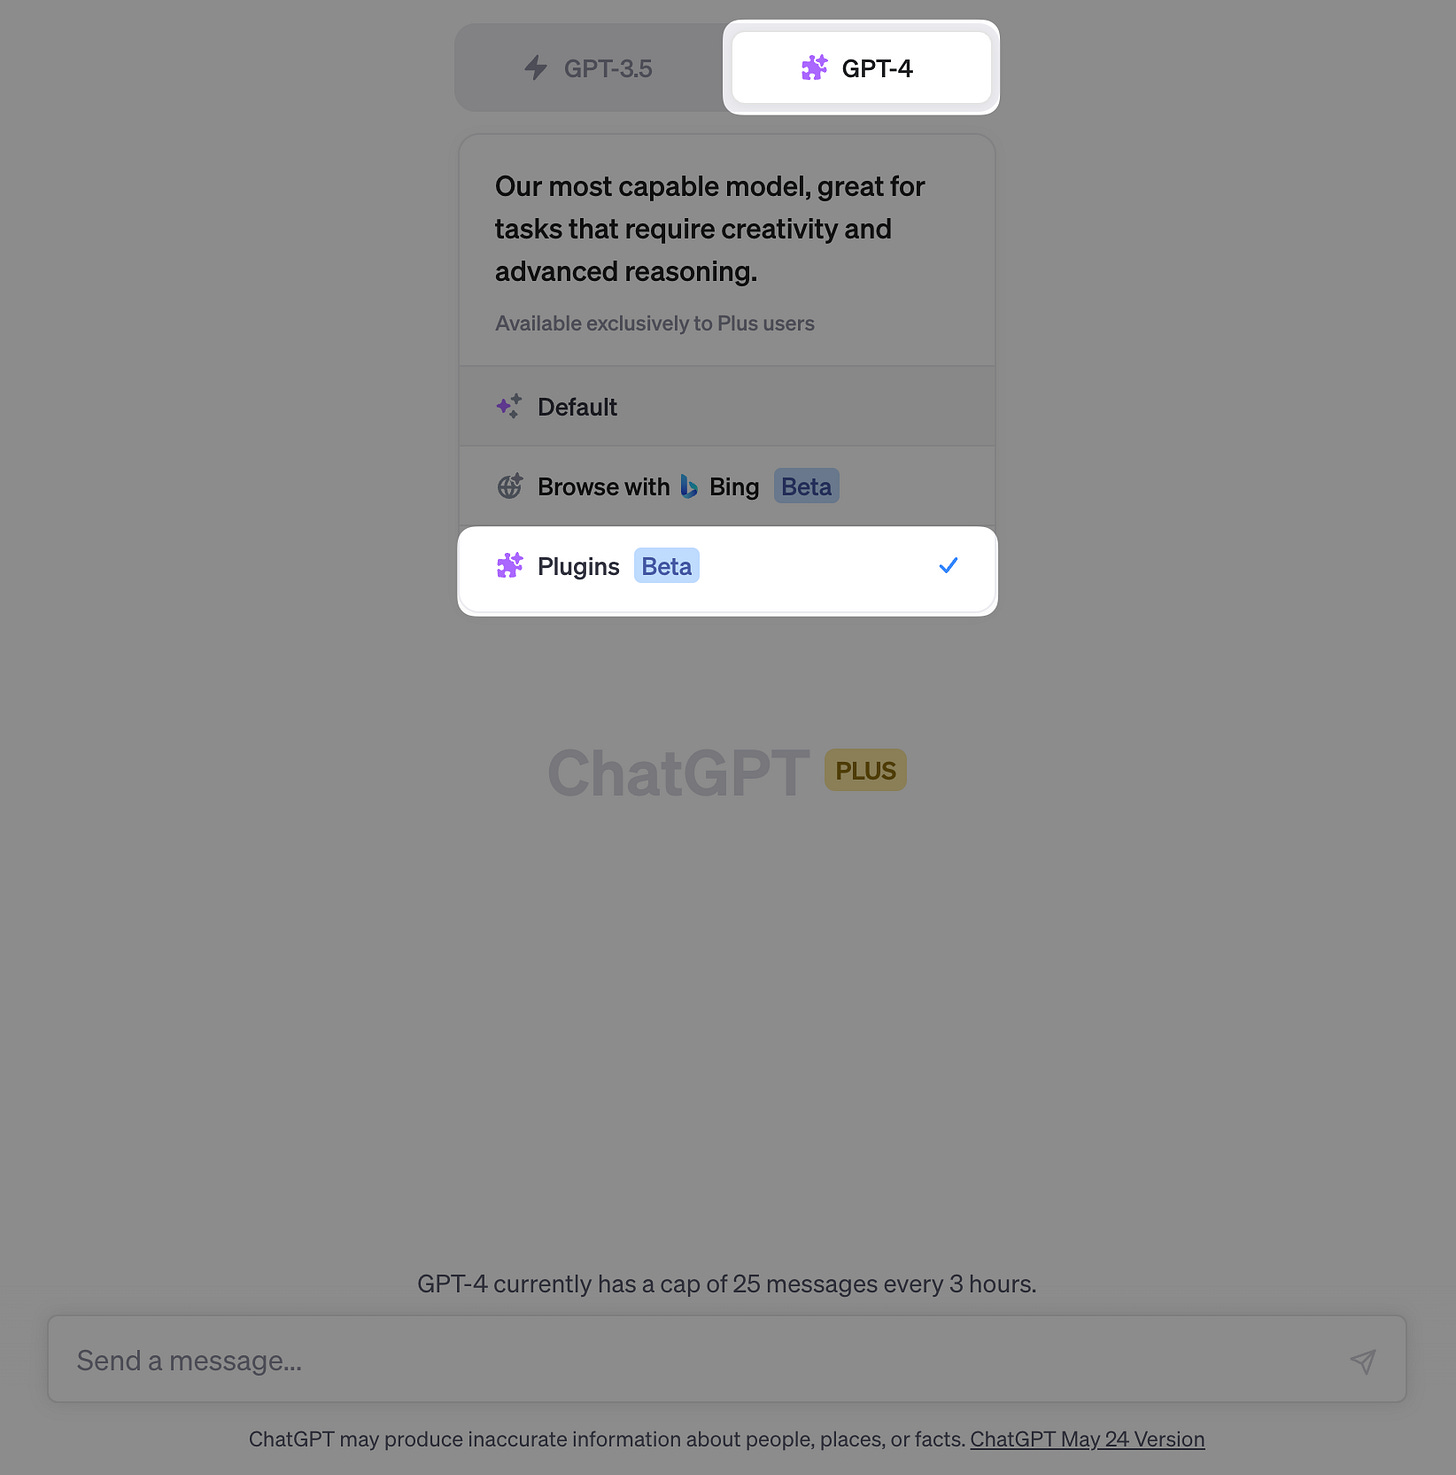 GPT-3.5
GPT-4
Our most capable model, great for
tasks that require creativity and
advanced reasoning.
Available exclusively to Plus users
Default
Browse with Bing Beta
Plugins Beta
ChatGPT PLUS
GPT-4 currently has a cap of 25 messages every 3 hours.
Send a message...
ChatGPT may produce inaccurate information about people, places, or facts. ChatGPT May 24 Version